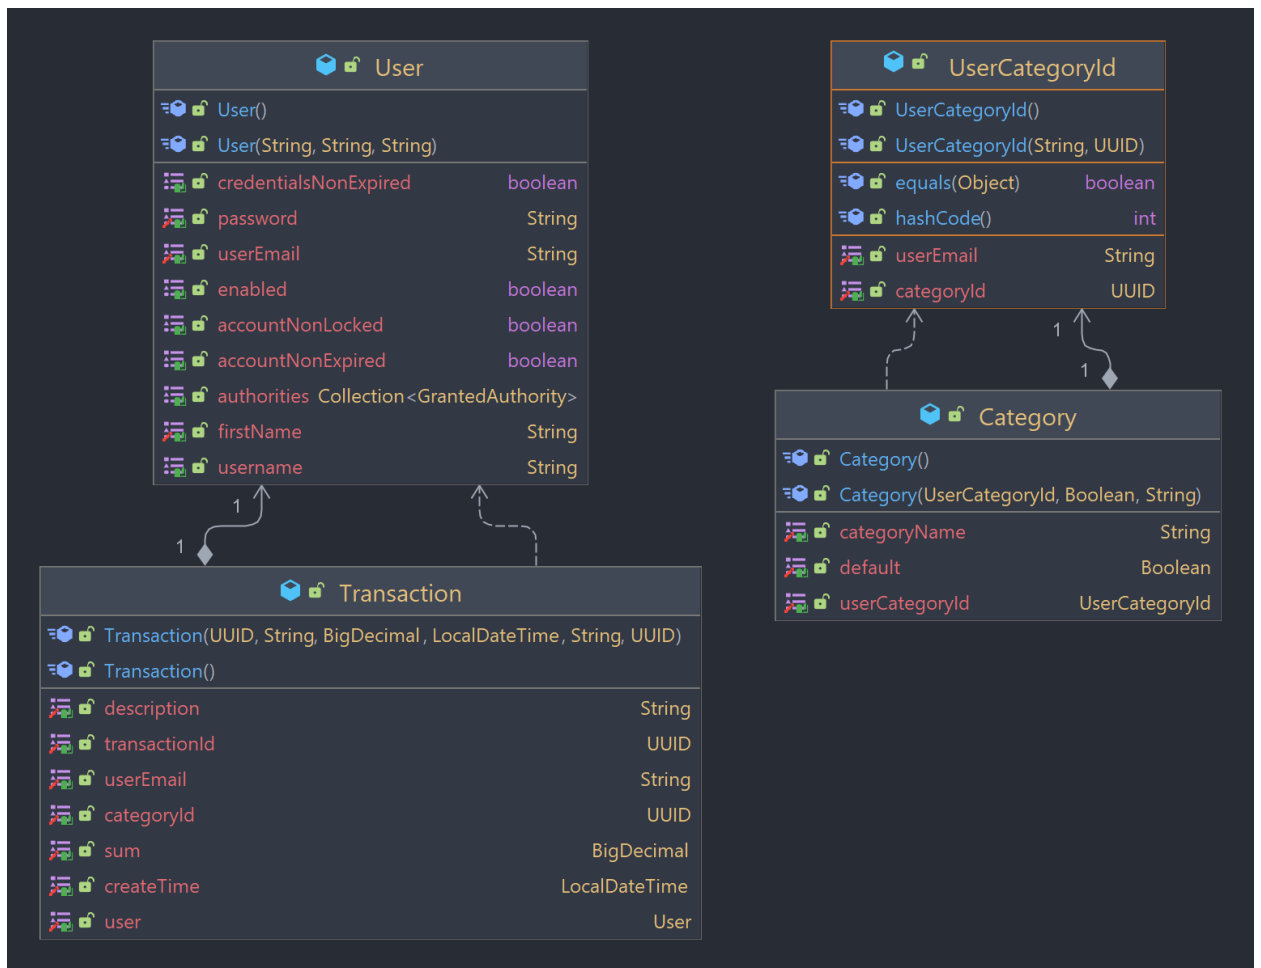 User
User()
User(String, String, String)
credentialsNonExpired boolean
password String
userEmail String
enabled boolean
accountNonLocked boolean
accountNonExpired boolean
authorities Collection<GrantedAuthority>
firstName String
username String
1
1
Transaction
Transaction(UUID, String, BigDecimal, LocalDateTime, String, UUID)
Transaction()
description String
transactionId UUID
userEmail String
categoryId UUID
sum BigDecimal
createTime LocalDateTime
user User
UserCategoryId
UserCategoryId()
UserCategoryId(String, UUID)
equals(Object) boolean
hashCode() int
userEmail String
categoryId UUID
1
1
Category
Category()
Category(UserCategoryId, Boolean, String)
categoryName String
default Boolean
userCategoryId UserCategoryId